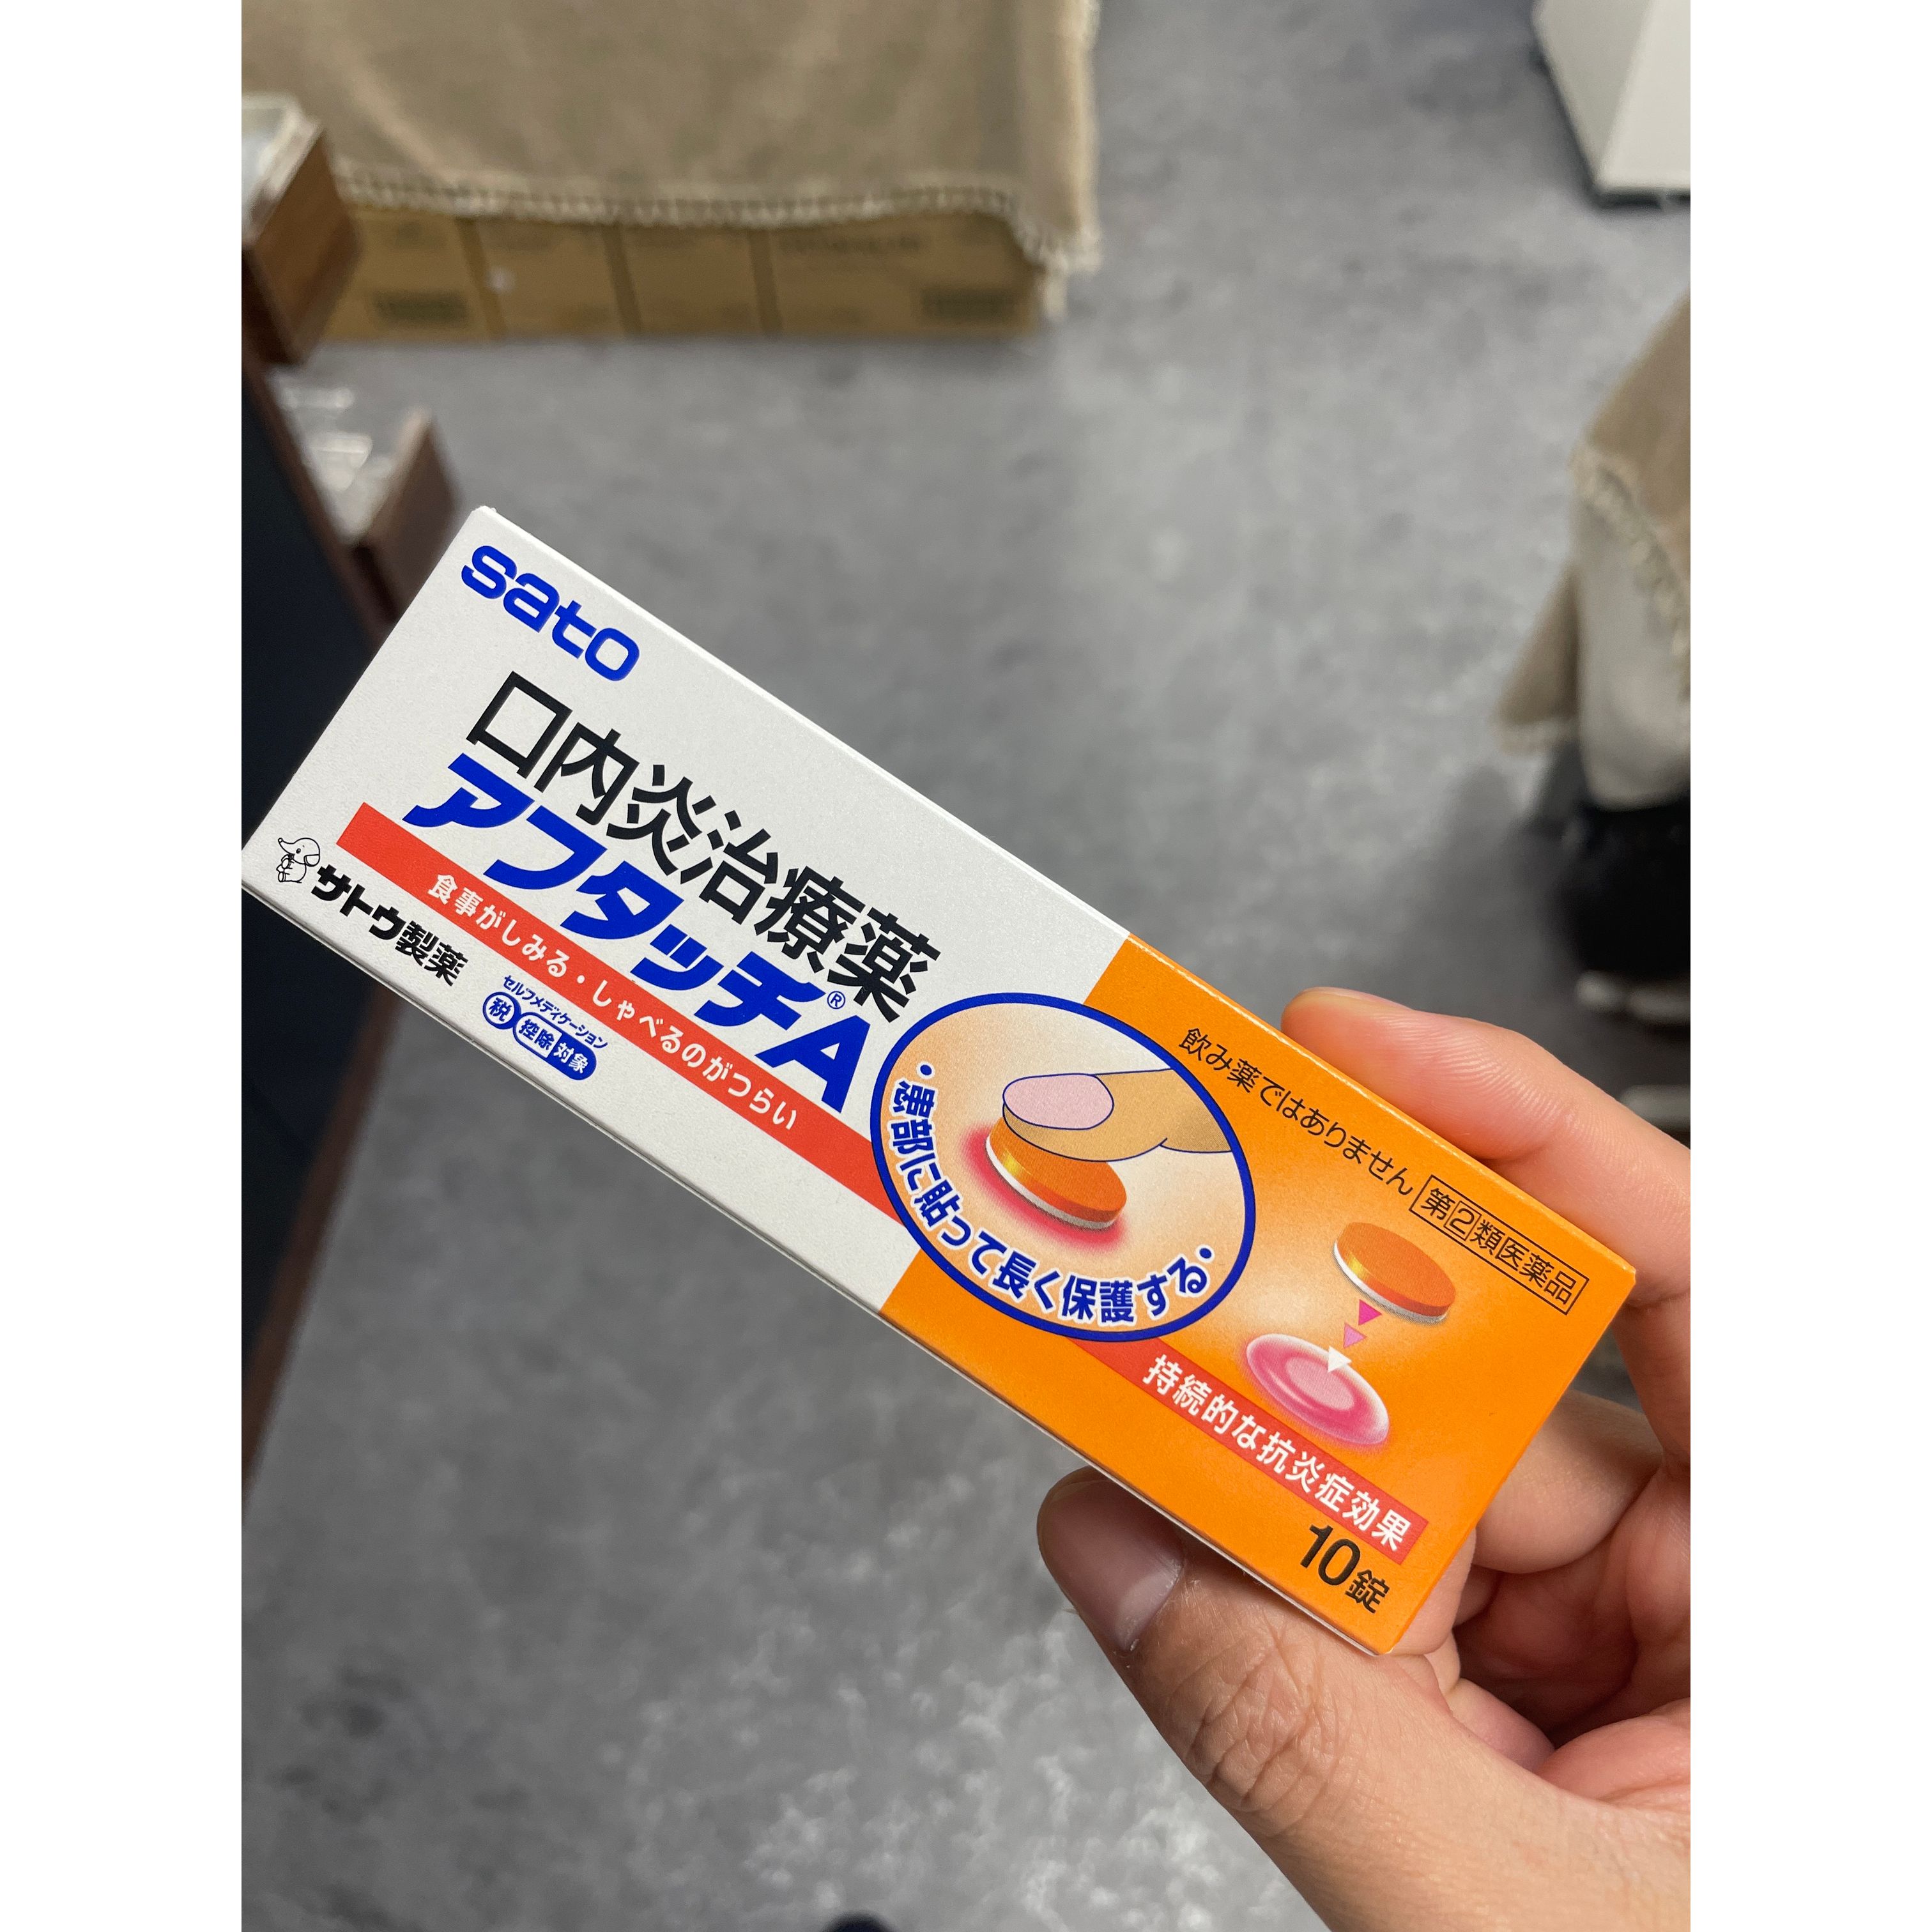 sato
口内炎治療薬
アフタッチ®A
食事がしみる・しゃべるのがつらい
サトウ製薬
セルフメディケーション
税 控除 対象
・患部に貼って長く保護する・
飲み薬ではありません
第②類医薬品
持続的な抗炎症効果
10錠